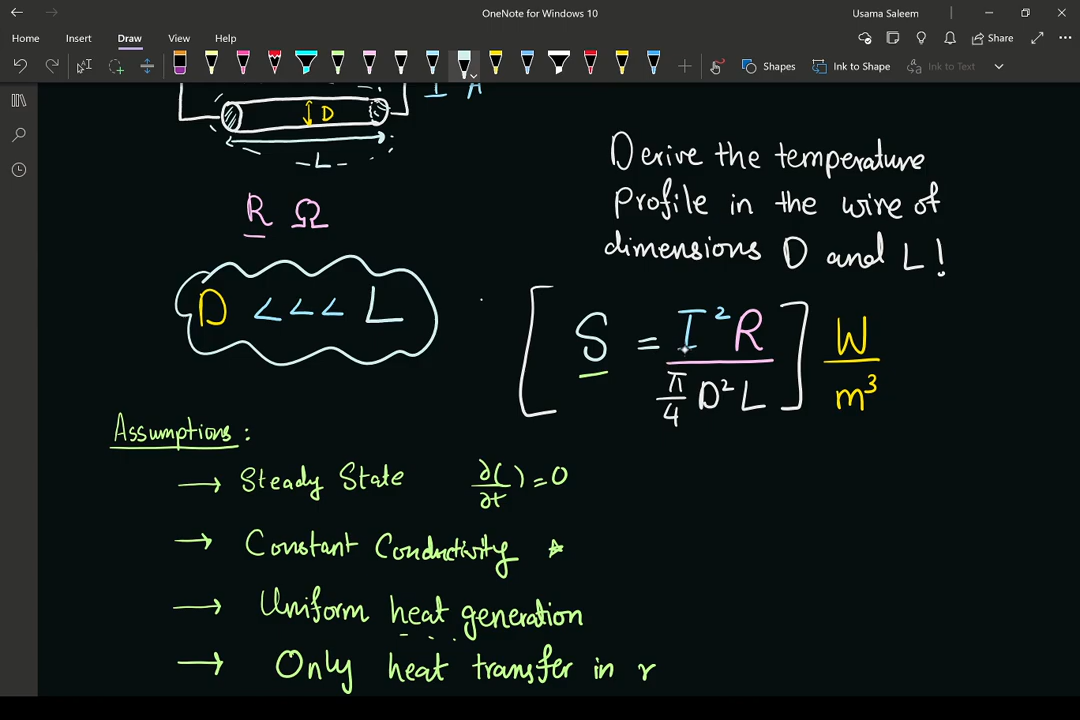 OneNote for Windows 10
Usama Saleem
Home Insert Draw View Help
Share
Shapes
Ink to Shape
Ink to Text
I A
D
L
R Ω
D <<< L
Derive the temperature
Profile in the wire of
dimensions D and L!
[ S = I²R / (π/4 D² L) ] W/m³
Assumptions:
→ Steady State ∂( )/∂t = 0
→ Constant Conductivity *
→ Uniform heat generation
→ Only heat transfer in r